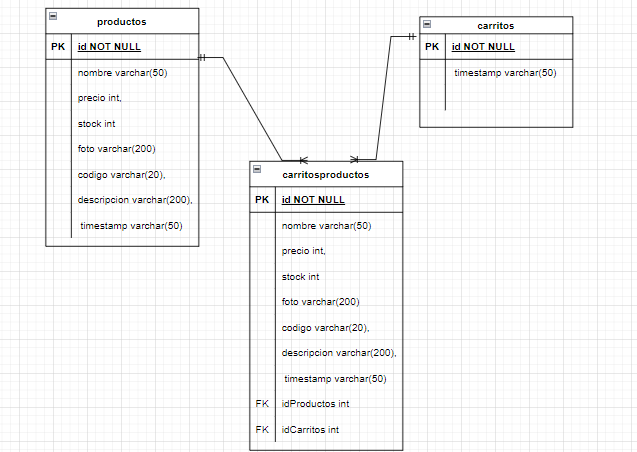 productos
PK id NOT NULL
nombre varchar(50)
precio int,
stock int
foto varchar(200)
codigo varchar(20),
descripcion varchar(200),
timestamp varchar(50)
carritos
PK id NOT NULL
timestamp varchar(50)
carritosproductos
PK id NOT NULL
nombre varchar(50)
precio int,
stock int
foto varchar(200)
codigo varchar(20),
descripcion varchar(200),
timestamp varchar(50)
FK idProductos int
FK idCarritos int